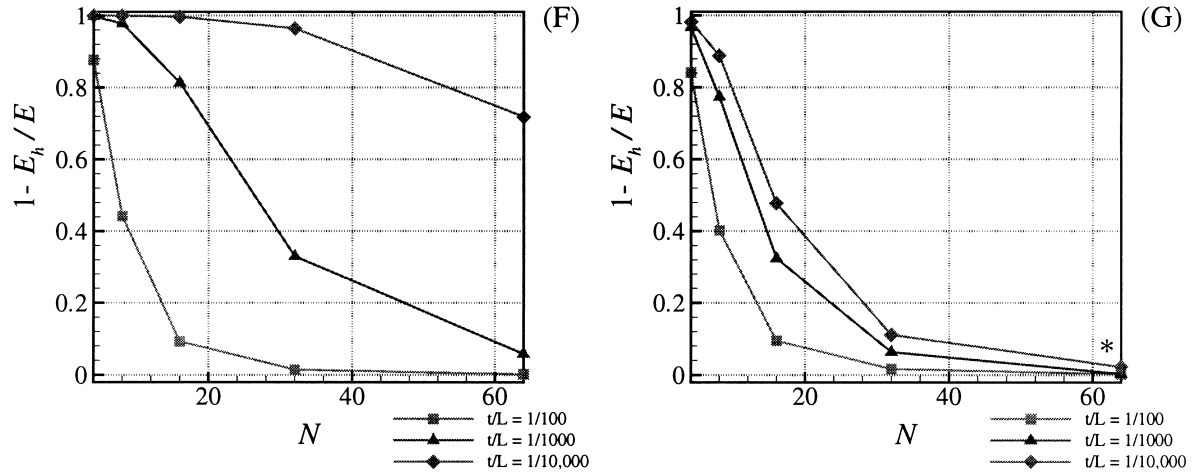 (F)
1- E_h / E
1
0.8
0.6
0.4
0.2
0
20
40
60
N
t/L = 1/100
t/L = 1/1000
t/L = 1/10,000
(G)
1- E_h / E
1
0.8
0.6
0.4
0.2
0
20
40
60
*
N
t/L = 1/100
t/L = 1/1000
t/L = 1/10,000